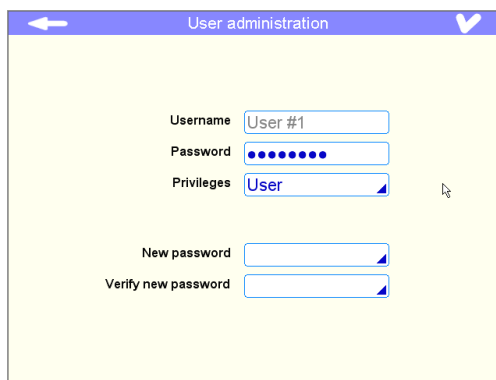 User administration
Username User #1
Password ●●●●●●●●
Privileges User
New password
Verify new password